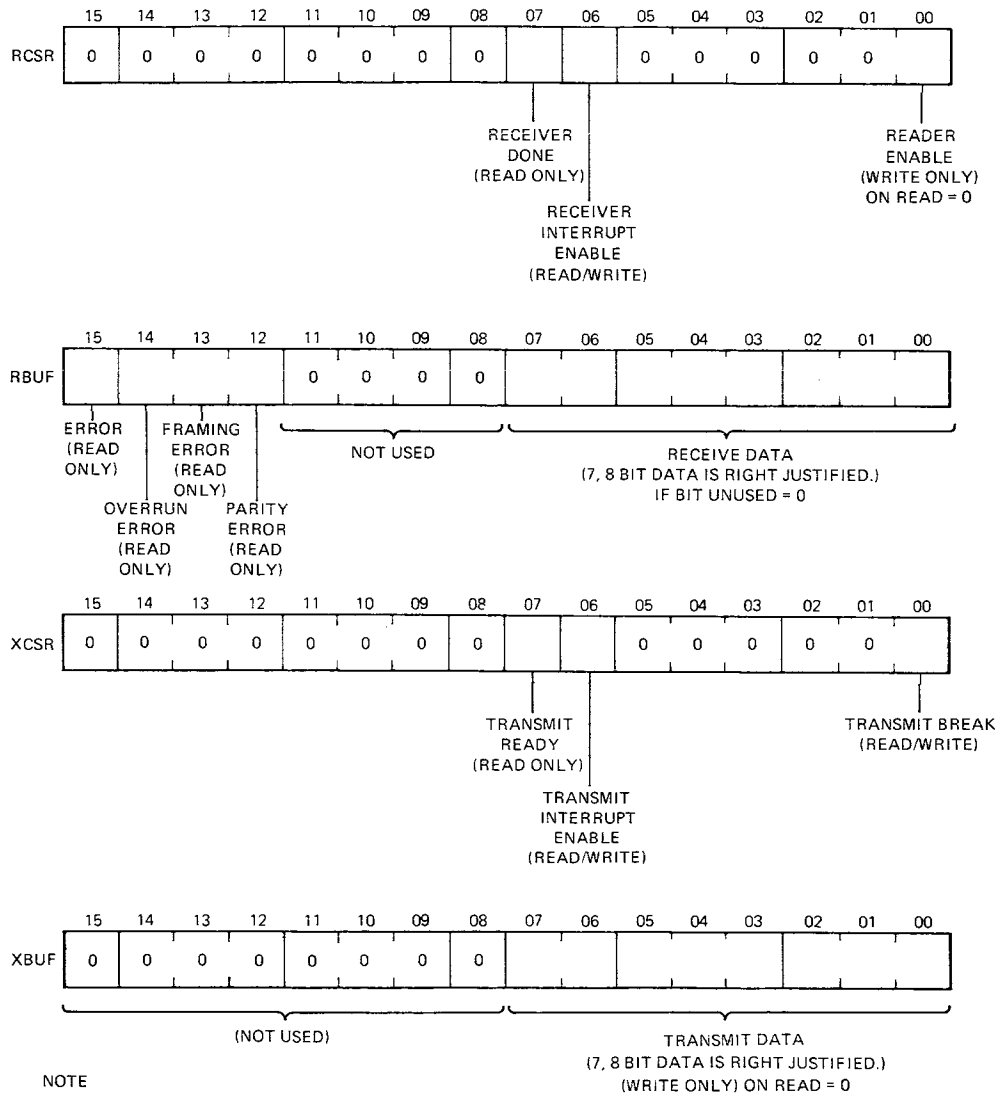 15 14 13 12 11 10 09 08 07 06 05 04 03 02 01 00
RCSR 0 0 0 0 0 0 0 0 0 0 0 0 0
RECEIVER
DONE
(READ ONLY)
RECEIVER
INTERRUPT
ENABLE
(READ/WRITE)
READER
ENABLE
(WRITE ONLY)
ON READ = 0
15 14 13 12 11 10 09 08 07 06 05 04 03 02 01 00
RBUF 0 0 0 0
ERROR
(READ
ONLY)
OVERRUN
ERROR
(READ
ONLY)
FRAMING
ERROR
(READ
ONLY)
PARITY
ERROR
(READ
ONLY)
NOT USED
RECEIVE DATA
(7, 8 BIT DATA IS RIGHT JUSTIFIED.)
IF BIT UNUSED = 0
15 14 13 12 11 10 09 08 07 06 05 04 03 02 01 00
XCSR 0 0 0 0 0 0 0 0 0 0 0 0 0
TRANSMIT
READY
(READ ONLY)
TRANSMIT
INTERRUPT
ENABLE
(READ/WRITE)
TRANSMIT BREAK
(READ/WRITE)
15 14 13 12 11 10 09 08 07 06 05 04 03 02 01 00
XBUF 0 0 0 0 0 0 0 0
(NOT USED)
TRANSMIT DATA
(7, 8 BIT DATA IS RIGHT JUSTIFIED.)
(WRITE ONLY) ON READ = 0
NOTE